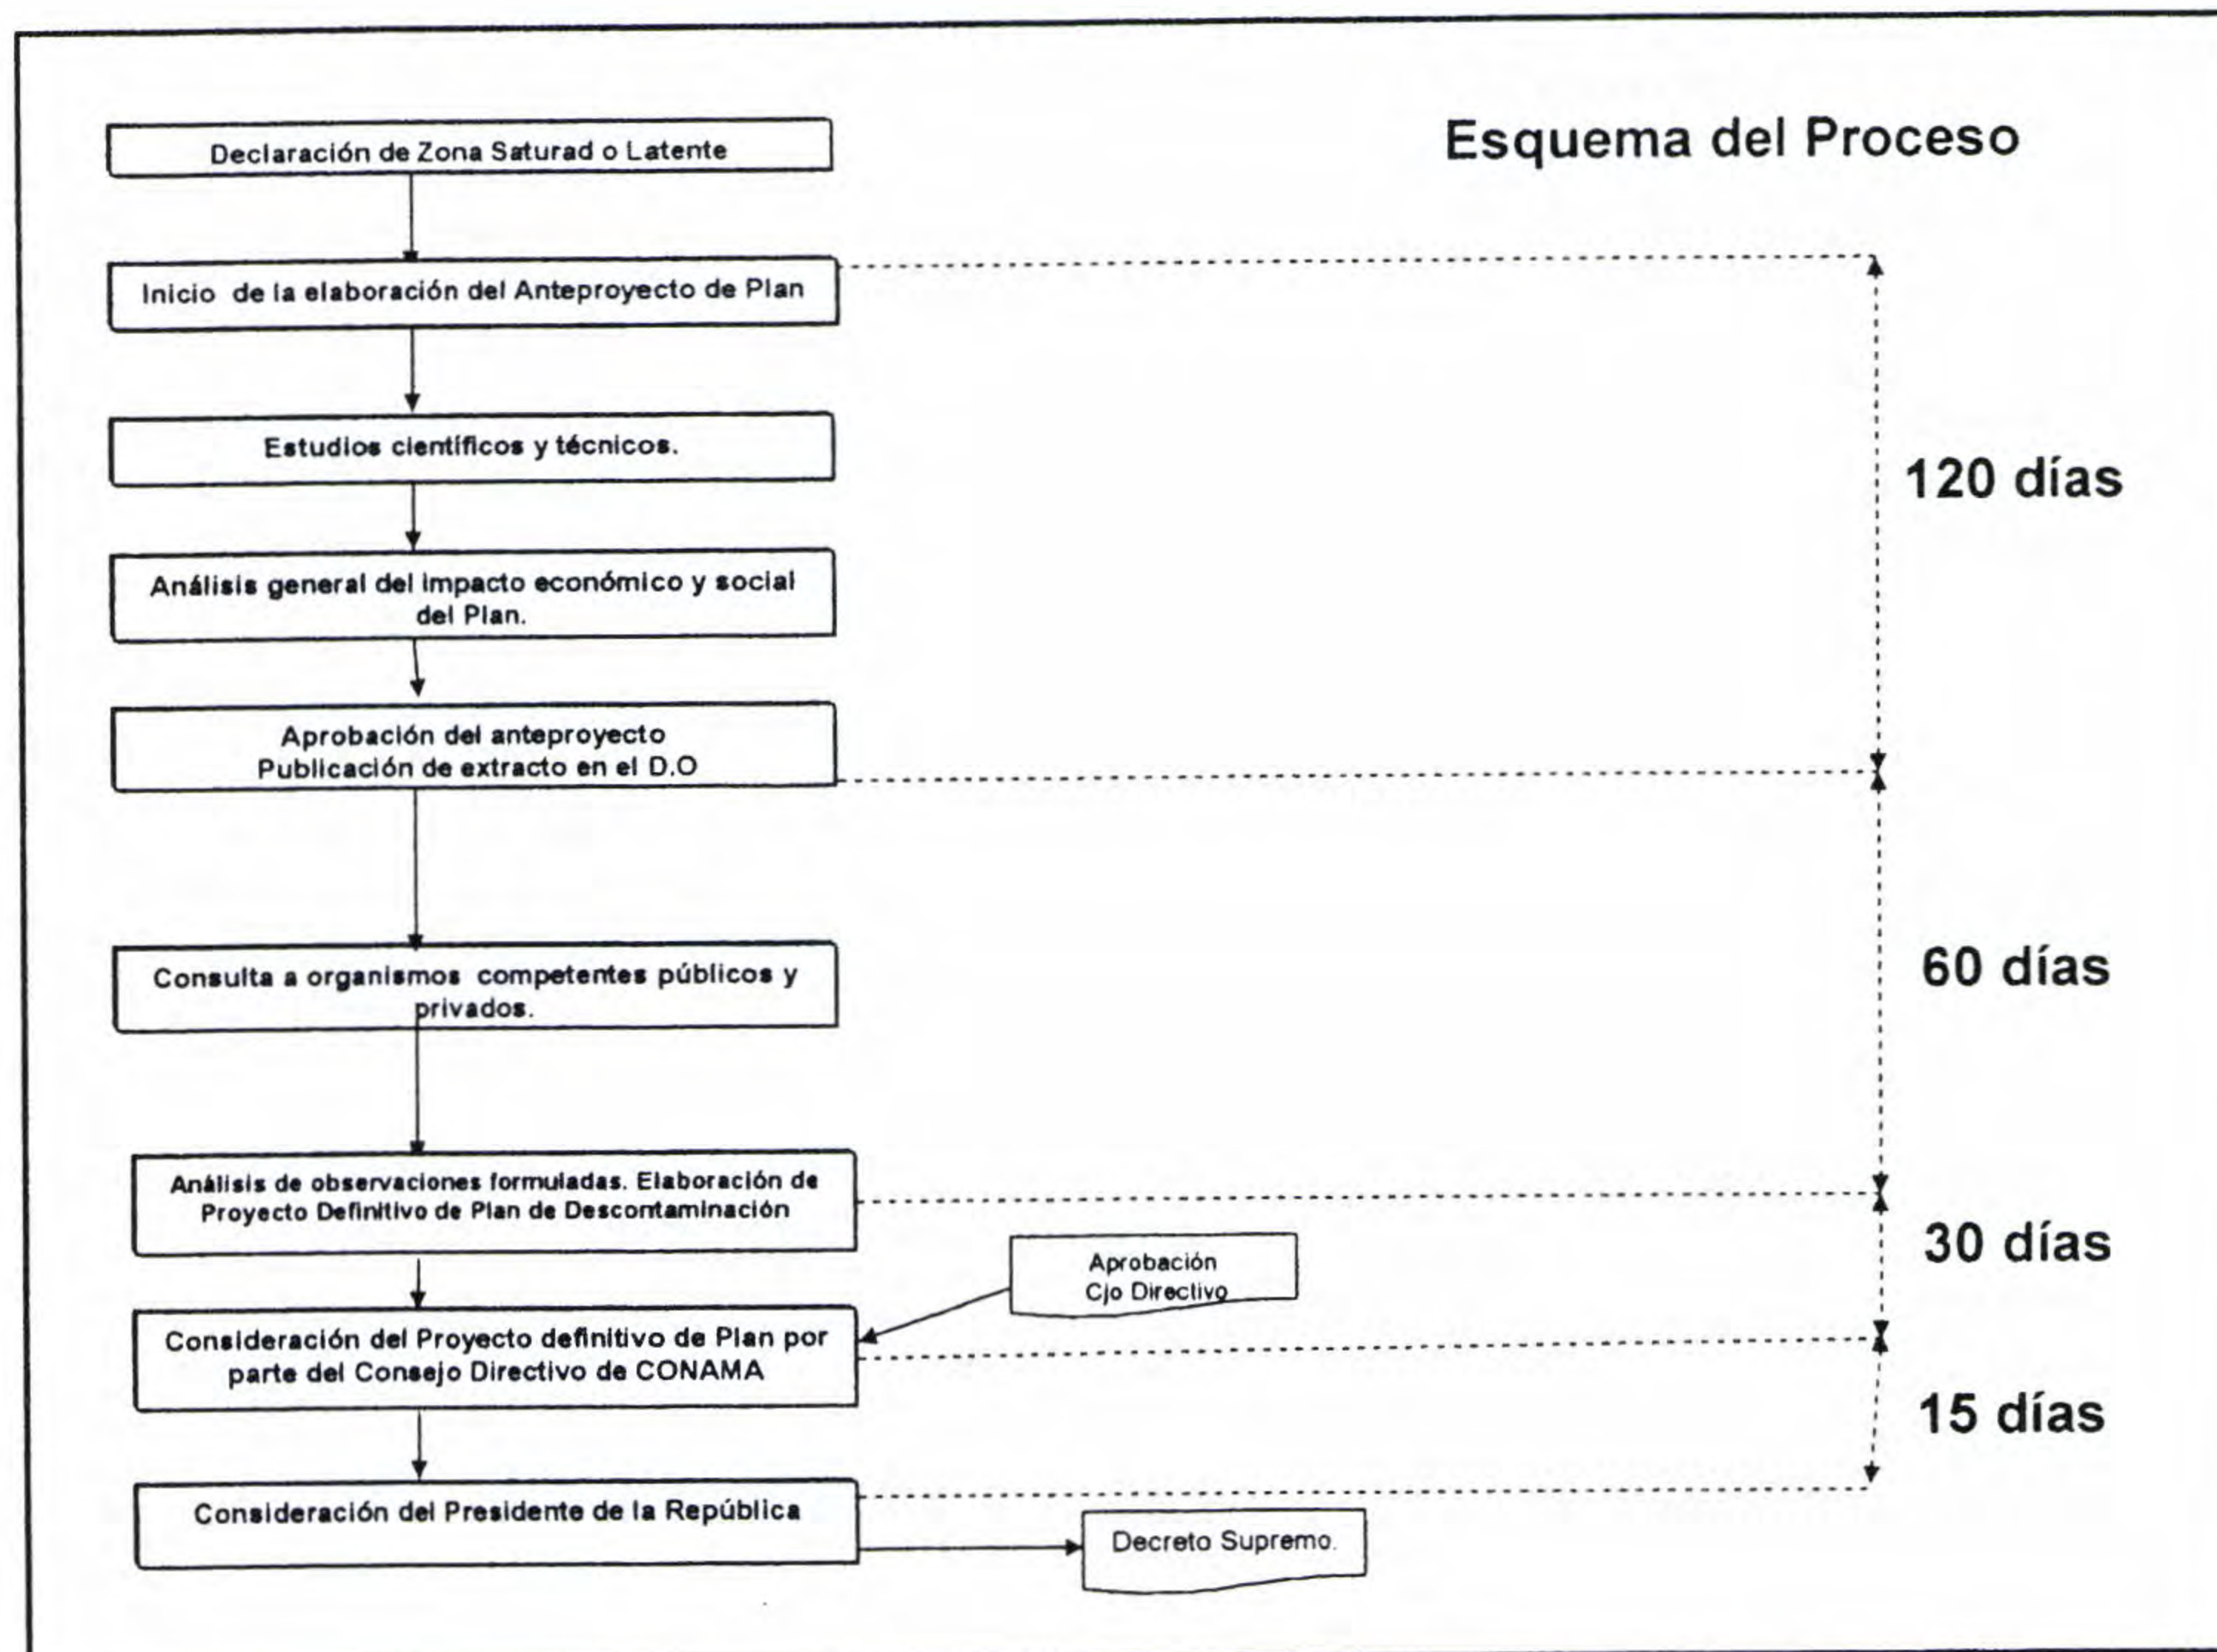 Esquema del Proceso
Declaración de Zona Saturad o Latente
Inicio de la elaboración del Anteproyecto de Plan
Estudios científicos y técnicos.
120 días
Análisis general del impacto económico y social
del Plan.
Aprobación del anteproyecto
Publicación de extracto en el D.O
Consulta a organismos competentes públicos y
privados.
60 días
Análisis de observaciones formuladas. Elaboración de
Proyecto Definitivo de Plan de Descontaminación
30 días
Aprobación
Cjo Directivo
Consideración del Proyecto definitivo de Plan por
parte del Consejo Directivo de CONAMA
15 días
Consideración del Presidente de la República
Decreto Supremo.